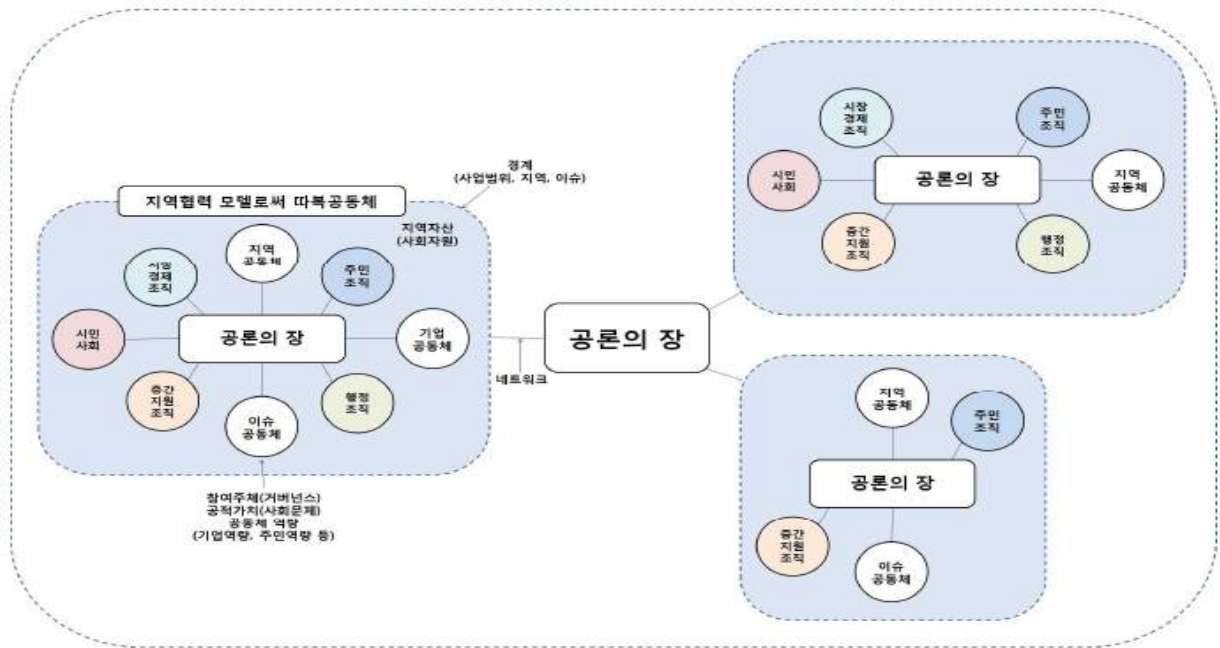 지역협력 모델로써 따복공동체
경계
(사업범위, 지역, 이슈)
지역자산
(사회자원)
지역
공동체
주민
조직
기업
공동체
행정
조직
이슈
공동체
중간
지원
조직
시민
사회
경제
조직
공론의 장
참여주체(거버넌스)
공적가치(사회문제)
공동체 역량
(기업역량, 주민역량 등)
네트워크
공론의 장
시장
경제
조직
주민
조직
시민
사회
공론의 장
지역
공동체
중간
지원
조직
행정
조직
지역
공동체
주민
조직
공론의 장
중간
지원
조직
이슈
공동체